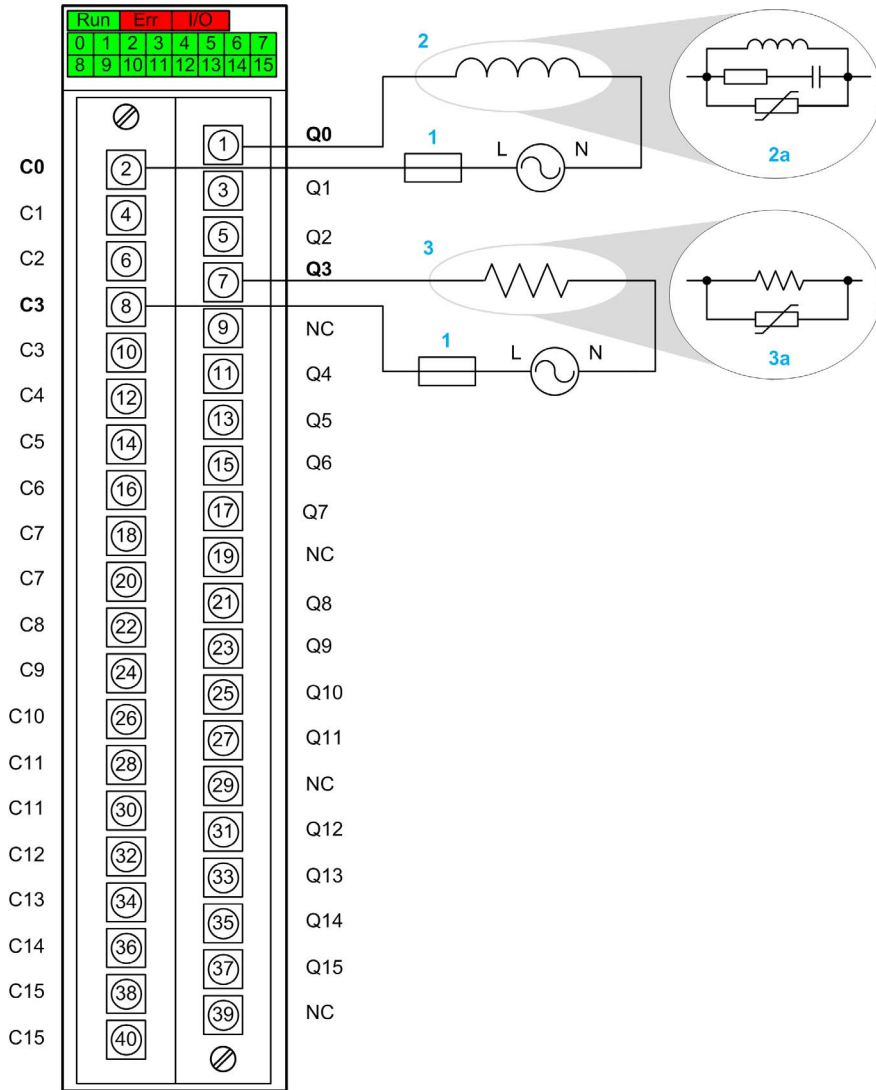 Run Err I/O
0 1 2 3 4 5 6 7
8 9 10 11 12 13 14 15
2
2a
1
L N
3
3a
1
L N
C0
C1
C2
C3
C3
C4
C5
C6
C7
C7
C8
C9
C10
C11
C11
C12
C13
C14
C15
C15
2
4
6
8
10
12
14
16
18
20
22
24
26
28
30
32
34
36
38
40
1
3
5
7
9
11
13
15
17
19
21
23
25
27
29
31
33
35
37
39
Q0
Q1
Q2
Q3
NC
Q4
Q5
Q6
Q7
NC
Q8
Q9
Q10
Q11
NC
Q12
Q13
Q14
Q15
NC